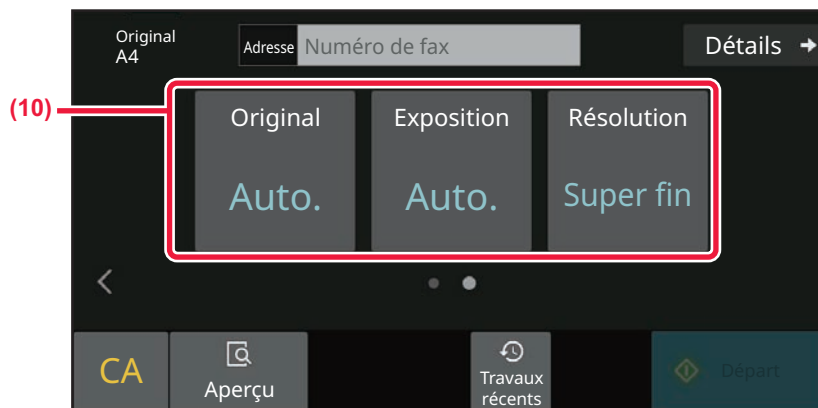 Original
A4
Adresse Numéro de fax
Détails
(10)
Original Exposition Résolution
Auto. Auto. Super fin
CA
Aperçu
Travaux
récents
Départ